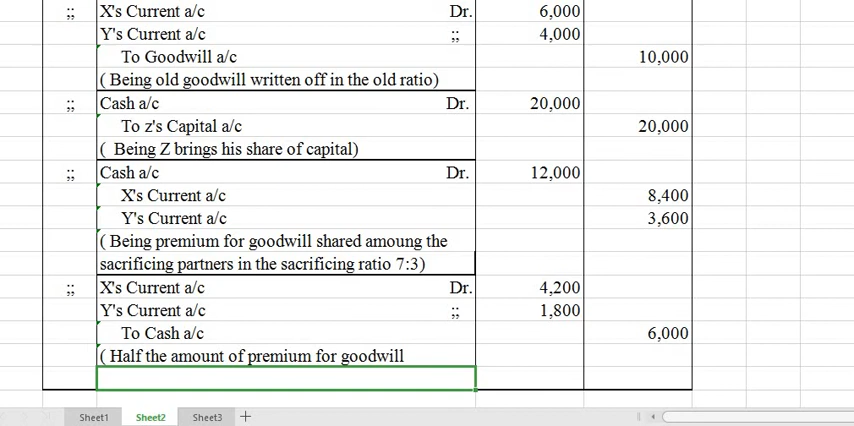 ;; X's Current a/c Dr. 6,000
Y's Current a/c ;; 4,000
To Goodwill a/c 10,000
( Being old goodwill written off in the old ratio)
;; Cash a/c Dr. 20,000
To z's Capital a/c 20,000
( Being Z brings his share of capital)
;; Cash a/c Dr. 12,000
X's Current a/c 8,400
Y's Current a/c 3,600
( Being premium for goodwill shared amoung the
sacrificing partners in the sacrificing ratio 7:3)
;; X's Current a/c Dr. 4,200
Y's Current a/c ;; 1,800
To Cash a/c 6,000
( Half the amount of premium for goodwill
Sheet1 Sheet2 Sheet3 +